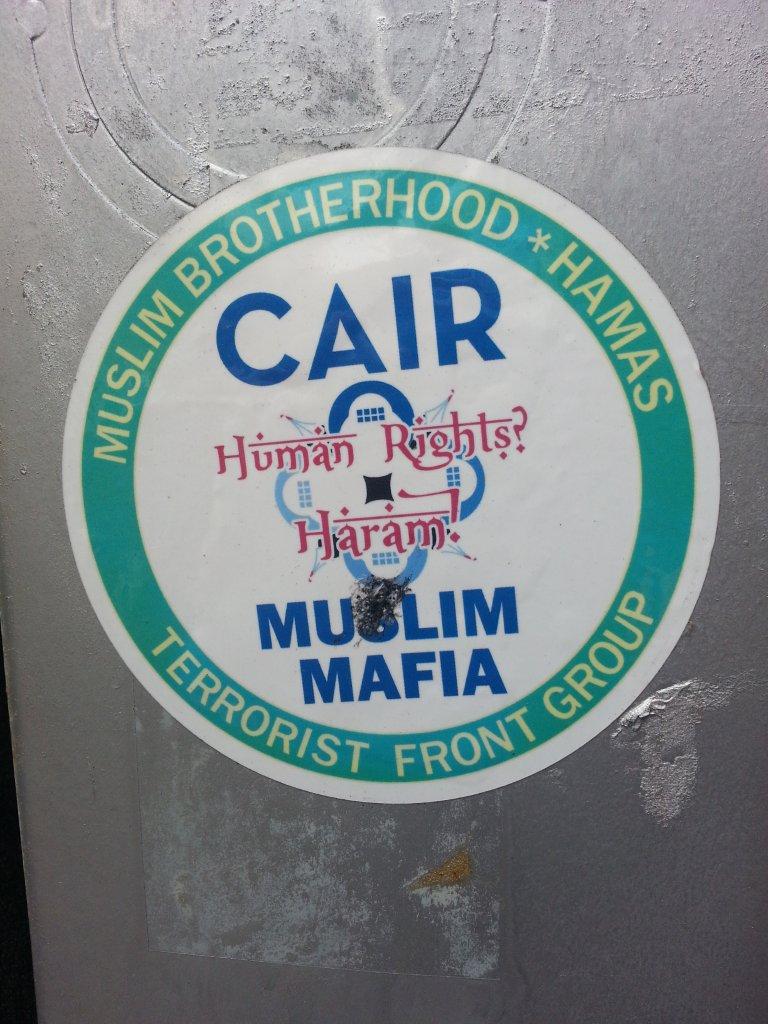 MUSLIM BROTHERHOOD * HAMAS
CAIR
Human Rights?
Haram!
MUSLIM
MAFIA
TERRORIST FRONT GROUP